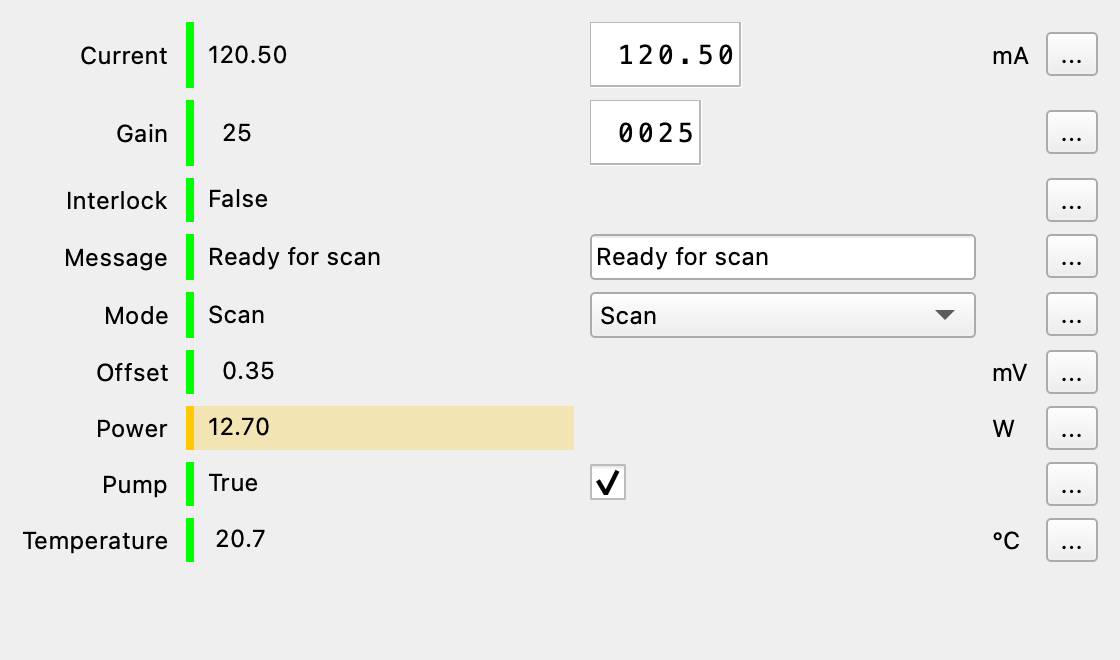 Current 120.50 120.50 mA ...
Gain 25 0025 ...
Interlock False ...
Message Ready for scan Ready for scan ...
Mode Scan Scan ...
Offset 0.35 mV ...
Power 12.70 W ...
Pump True ...
Temperature 20.7 °C ...